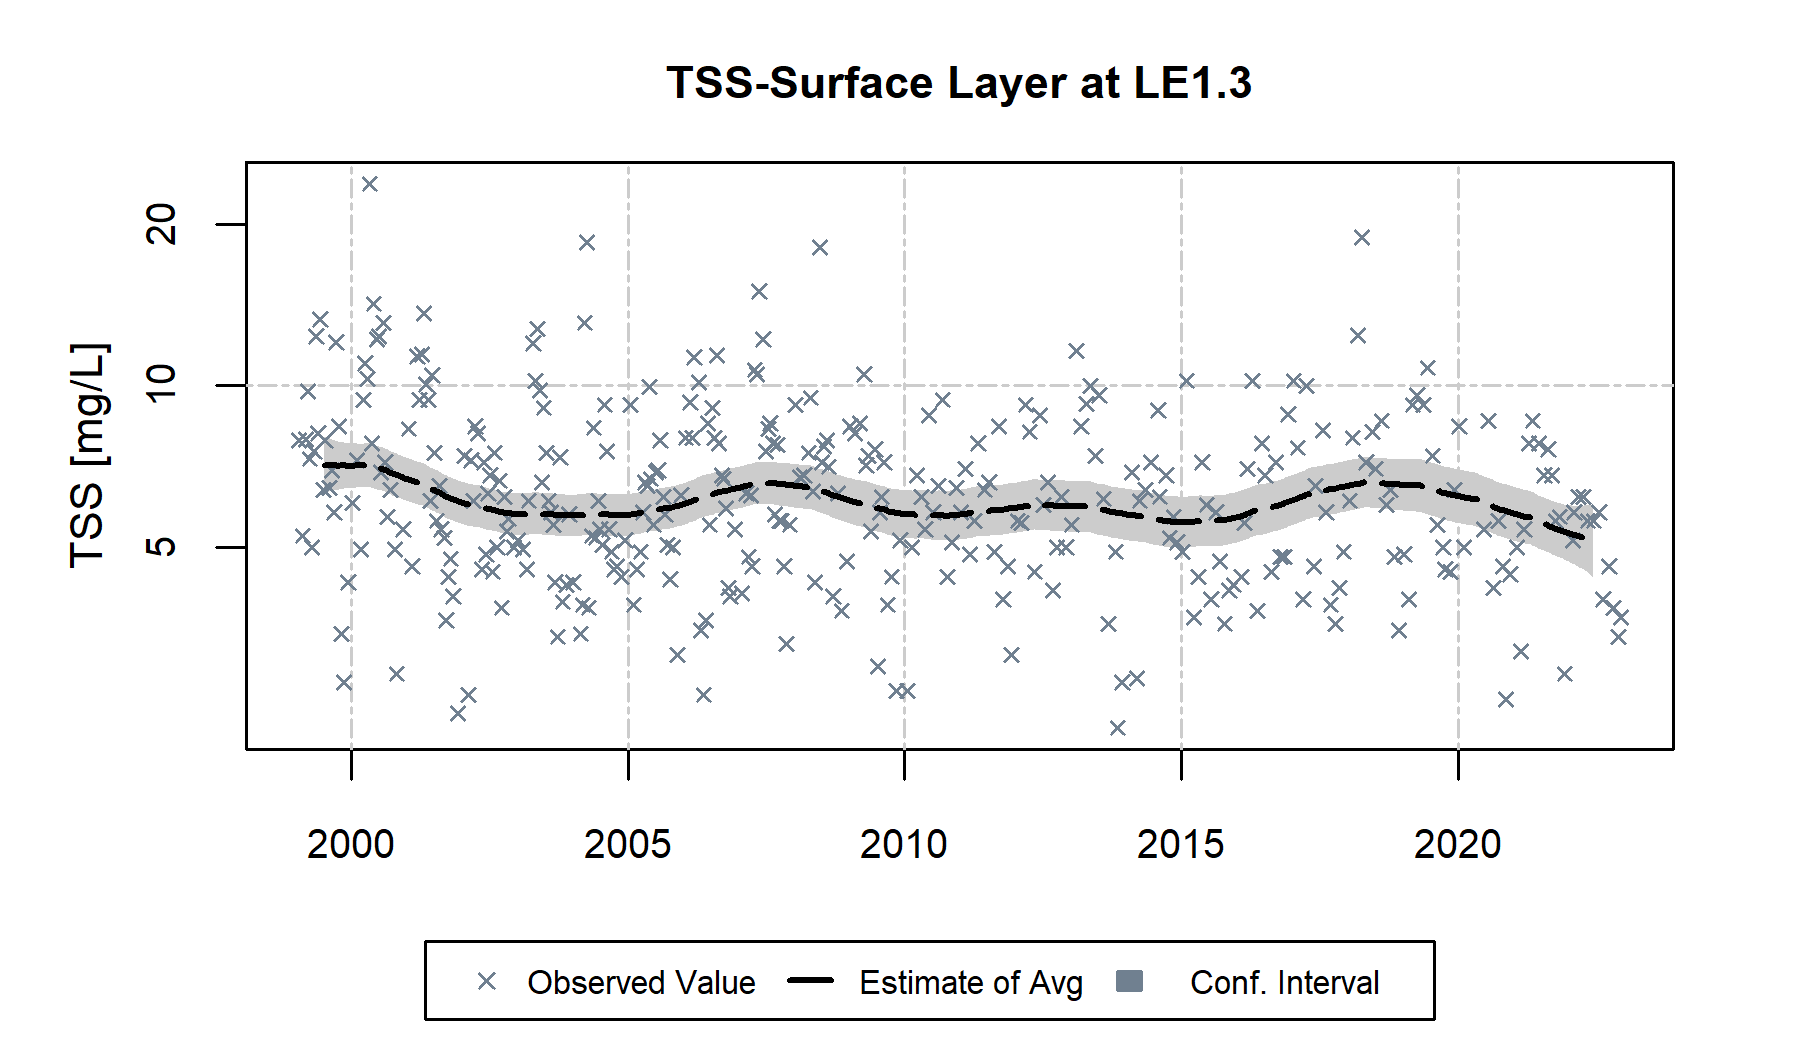 TSS-Surface Layer at LE1.3
TSS [mg/L]
20
10
5
2000 2005 2010 2015 2020
Observed Value Estimate of Avg Conf. Interval